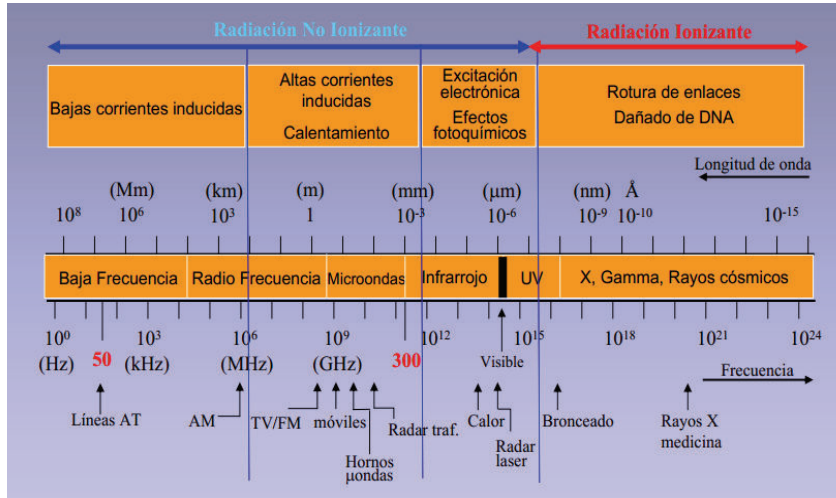 Radiación No Ionizante Radiación Ionizante
Bajas corrientes inducidas
Altas corrientes
inducidas
Calentamiento
Excitación
electrónica
Efectos
fotoquímicos
Rotura de enlaces
Dañado de DNA
Longitud de onda
(Mm) (km) (m) (mm) (μm) (nm) Å
10⁸ 10⁶ 10³ 1 10⁻³ 10⁻⁶ 10⁻⁹ 10⁻¹⁰ 10⁻¹⁵
Baja Frecuencia Radio Frecuencia Microondas Infrarrojo UV X, Gamma, Rayos cósmicos
10⁰ 50 10³ 10⁶ 10⁹ 300 10¹² 10¹⁵ 10¹⁸ 10²¹ 10²⁴
(Hz) (kHz) (MHz) (GHz) Visible
Frecuencia
Líneas AT
AM
TV/FM
móviles
Hornos
μondas
Radar traf.
Calor
Radar
laser
Bronceado
Rayos X
medicina